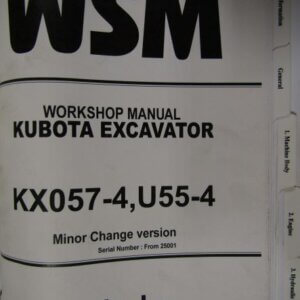 WSM
WORKSHOP MANUAL
KUBOTA EXCAVATOR
KX057-4,U55-4
Minor Change version
Serial Number : From 25001
General
1. Machine Body
2. Engine